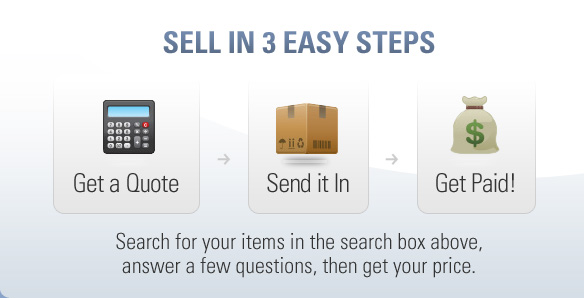 SELL IN 3 EASY STEPS
Get a Quote
Send it In
$
Get Paid!
Search for your items in the search box above,
answer a few questions, then get your price.